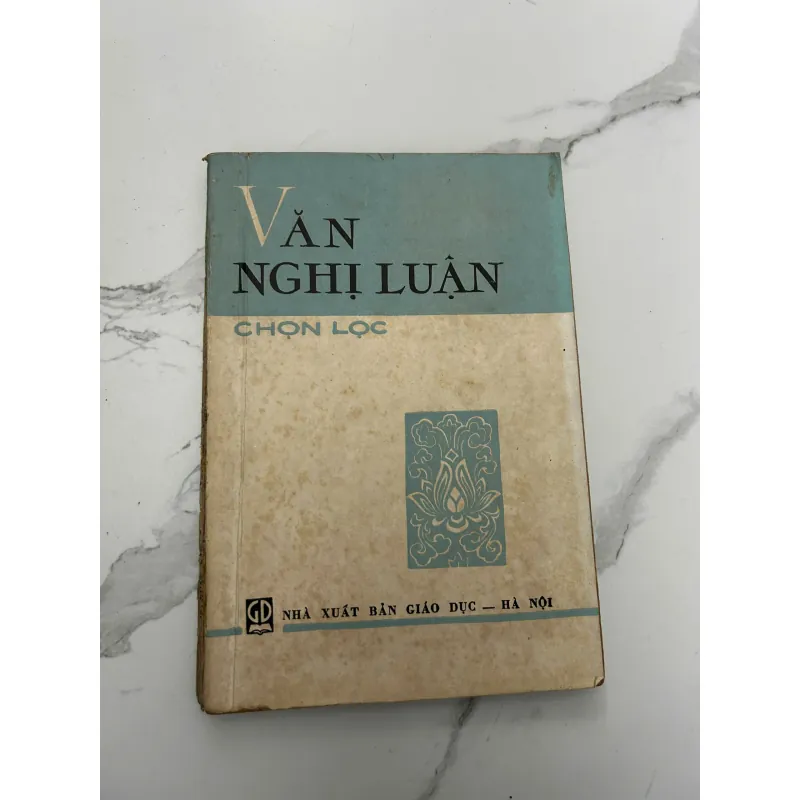 VĂN
NGHỊ LUẬN
CHỌN LỌC
GD
NHÀ XUẤT BẢN GIÁO DỤC — HÀ NỘI